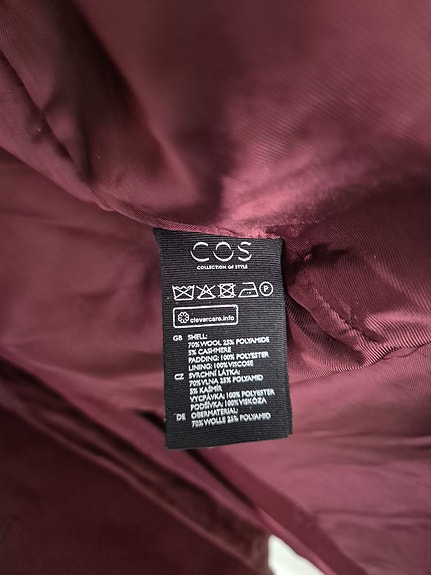 COS
COLLECTION OF STYLE
P
clevercare.info
GB SHELL:
70% WOOL 25% POLYAMIDE
5% CASHMERE
PADDING: 100% POLYESTER
LINING: 100% VISCOSE
CZ SVRCHNÍ LÁTKA:
70% VLNA 25% POLYAMID
5% KAŠMÍR
VYCPÁVKA: 100% POLYESTER
PODŠÍVKA: 100% VISKÓZA
DE OBERMATERIAL:
70% WOLLE 25% POLYAMID